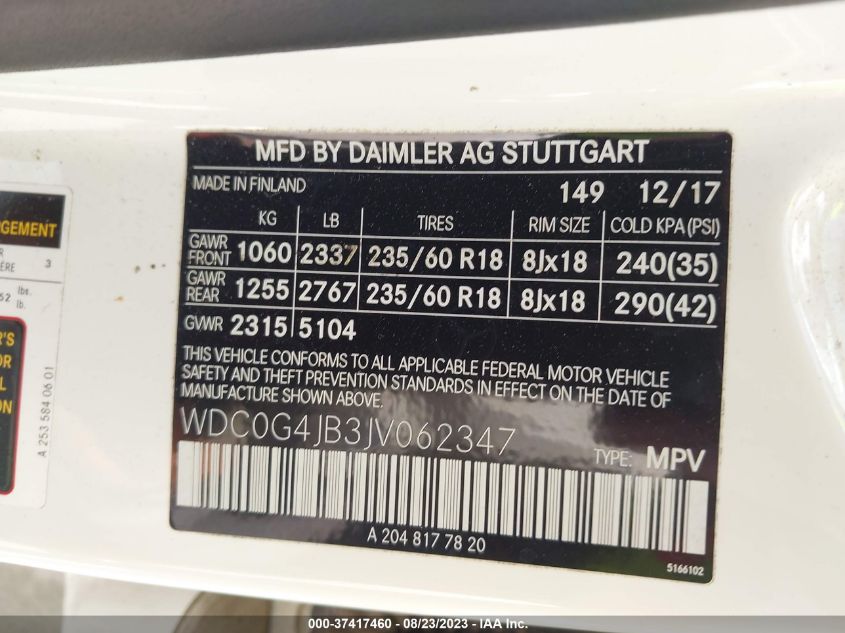 MFD BY DAIMLER AG STUTTGART
MADE IN FINLAND 149 12/17
KG LB TIRES RIM SIZE COLD KPA(PSI)
GAWR FRONT 1060 2337 235/60 R18 8Jx18 240(35)
GAWR REAR 1255 2767 235/60 R18 8Jx18 290(42)
GVWR 2315 5104
THIS VEHICLE CONFORMS TO ALL APPLICABLE FEDERAL MOTOR VEHICLE
SAFETY AND THEFT PREVENTION STANDARDS IN EFFECT ON THE DATE OF
MANUFACTURE SHOWN ABOVE.
WDC0G4JB3JV062347
TYPE: MPV
A 204 817 78 20
5166102
3
lbs.
lb.
A 253 584 06 01
000-37417460 - 08/23/2023 - IAA Inc.